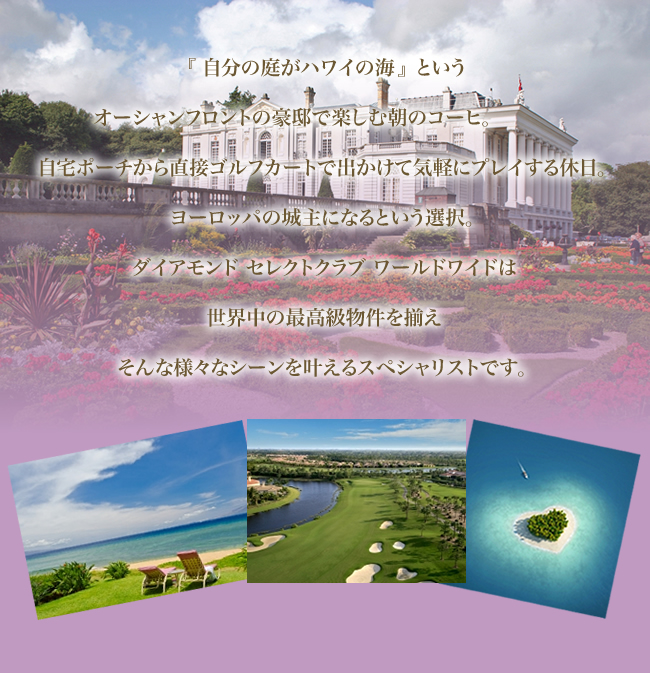 『 自分の庭がハワイの海 』 という
オーシャンフロントの豪邸で楽しむ朝のコーヒ。
自宅ポーチから直接ゴルフカートで出かけて気軽にプレイする休日。
ヨーロッパの城主になるという選択。
ダイアモンド セレクトクラブ ワールドワイドは
世界中の最高級物件を揃え
そんな様々なシーンを叶えるスペシャリストです。